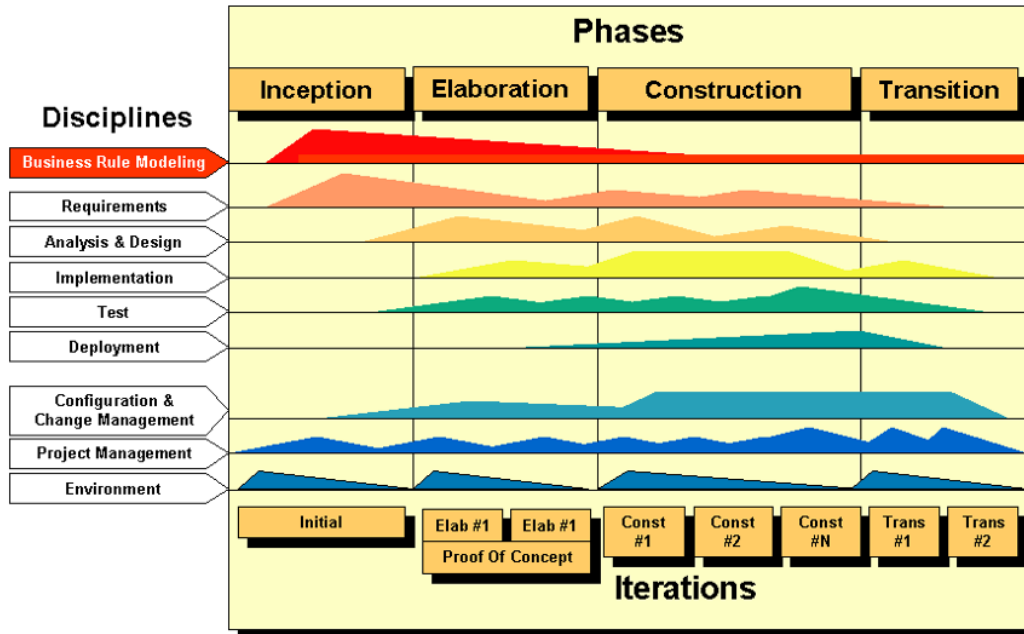 Phases
Inception
Elaboration
Construction
Transition
Disciplines
Business Rule Modeling
Requirements
Analysis & Design
Implementation
Test
Deployment
Configuration &
Change Management
Project Management
Environment
Initial
Elab #1
Elab #1
Proof Of Concept
Const
#1
Const
#2
Const
#N
Trans
#1
Trans
#2
Iterations